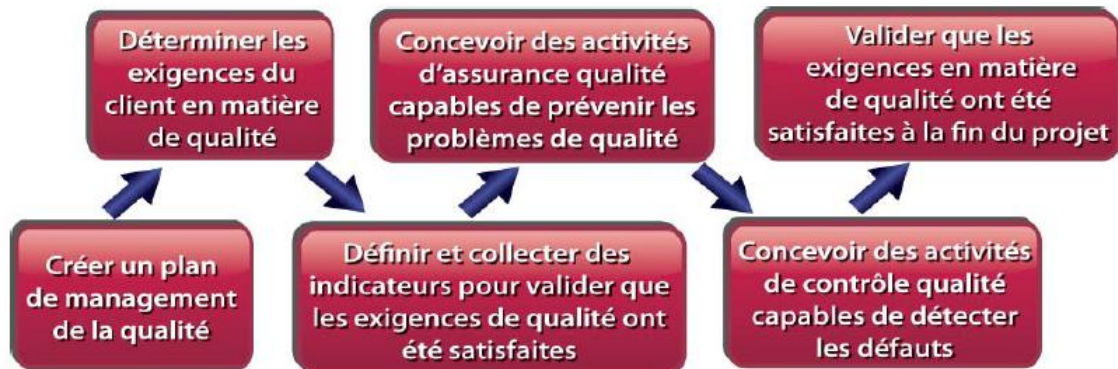 Créer un plan
de management
de la qualité
Déterminer les
exigences du
client en matière
de qualité
Définir et collecter des
indicateurs pour valider que
les exigences de qualité ont
été satisfaites
Concevoir des activités
d'assurance qualité
capables de prévenir les
problèmes de qualité
Concevoir des activités
de contrôle qualité
capables de détecter
les défauts
Valider que les
exigences en matière
de qualité ont été
satisfaites à la fin du projet